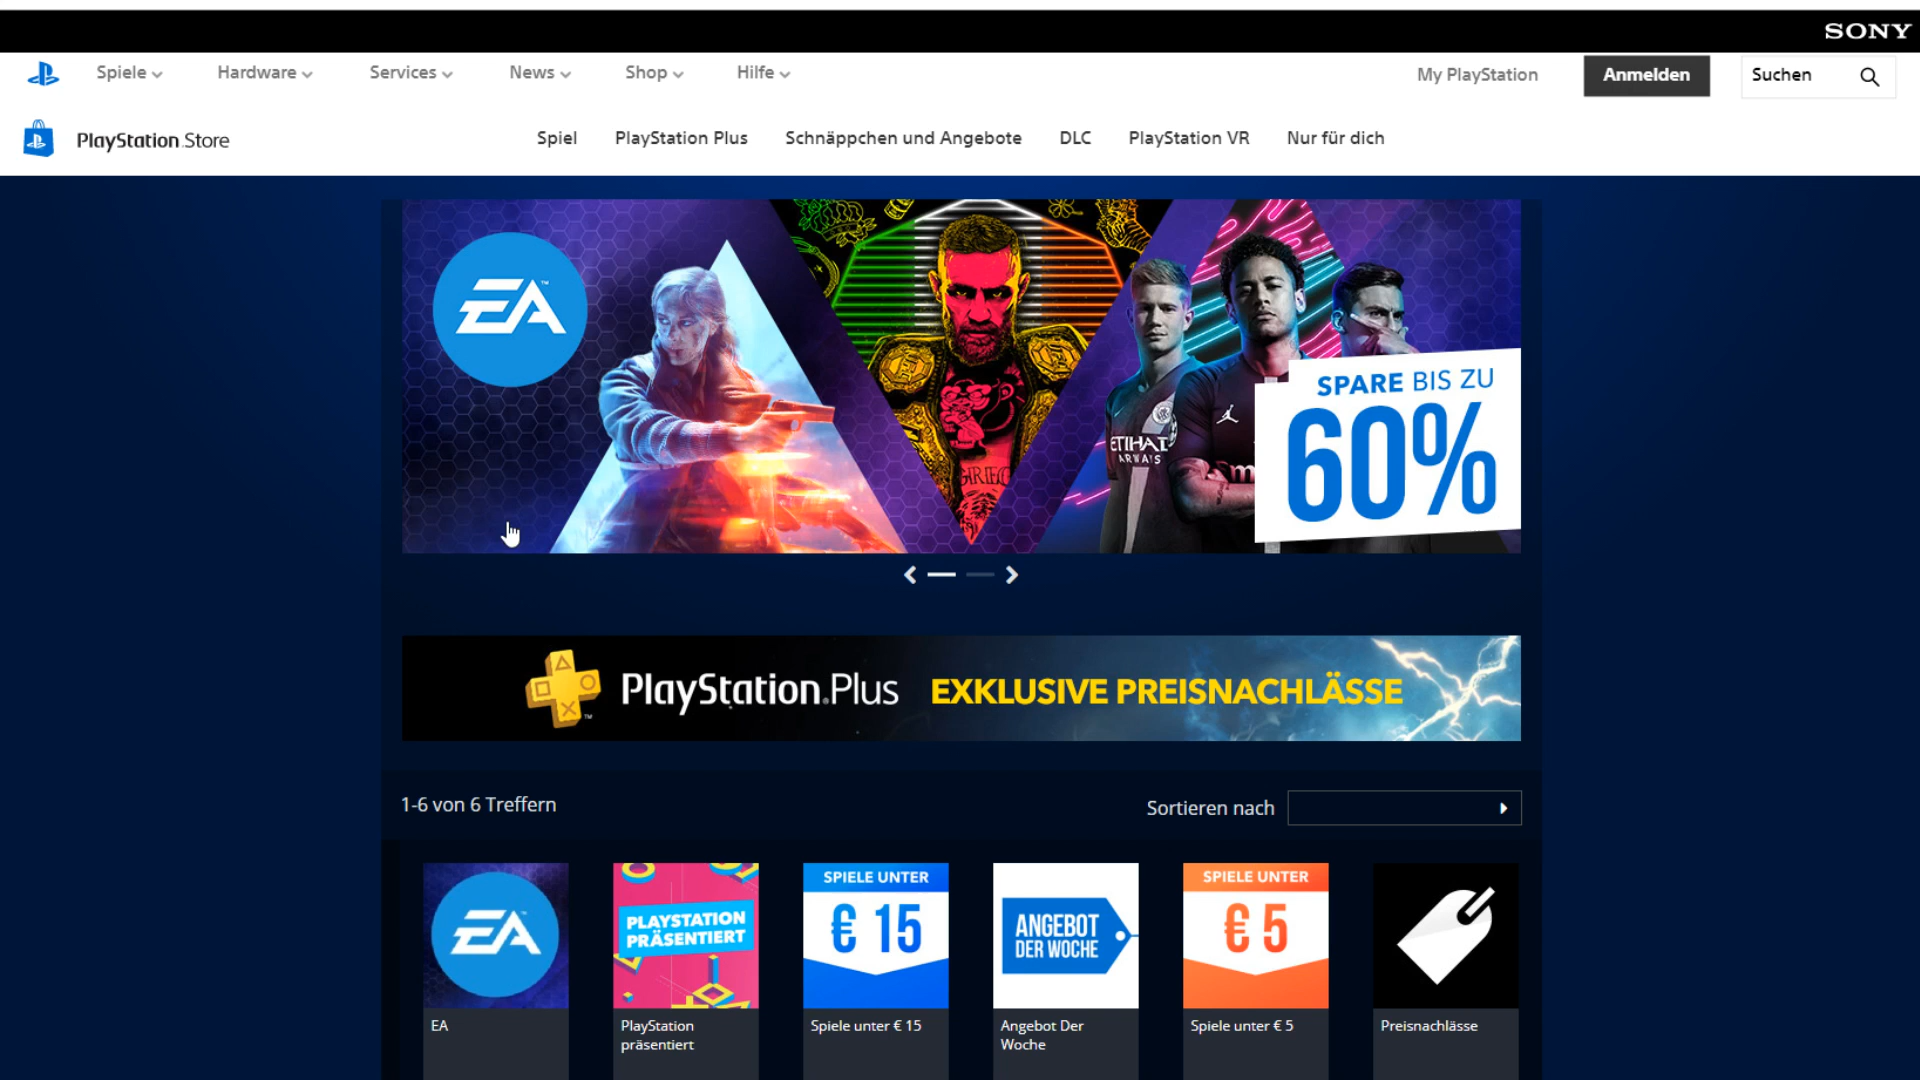 SONY
Spiele
Hardware
Services
News
Shop
Hilfe
My PlayStation
Anmelden
Suchen
PlayStation Store
Spiel
PlayStation Plus
Schnäppchen und Angebote
DLC
PlayStation VR
Nur für dich
EA
ETIHAD
AIRWAYS
SPARE BIS ZU
60%
PlayStation Plus EXKLUSIVE PREISNACHLÄSSE
1-6 von 6 Treffern
Sortieren nach
EA
PLAYSTATION
PRÄSENTIERT
SPIELE UNTER
€ 15
ANGEBOT
DER WOCHE
SPIELE UNTER
€ 5
EA
PlayStation
präsentiert
Spiele unter € 15
Angebot Der
Woche
Spiele unter € 5
Preisnachlässe